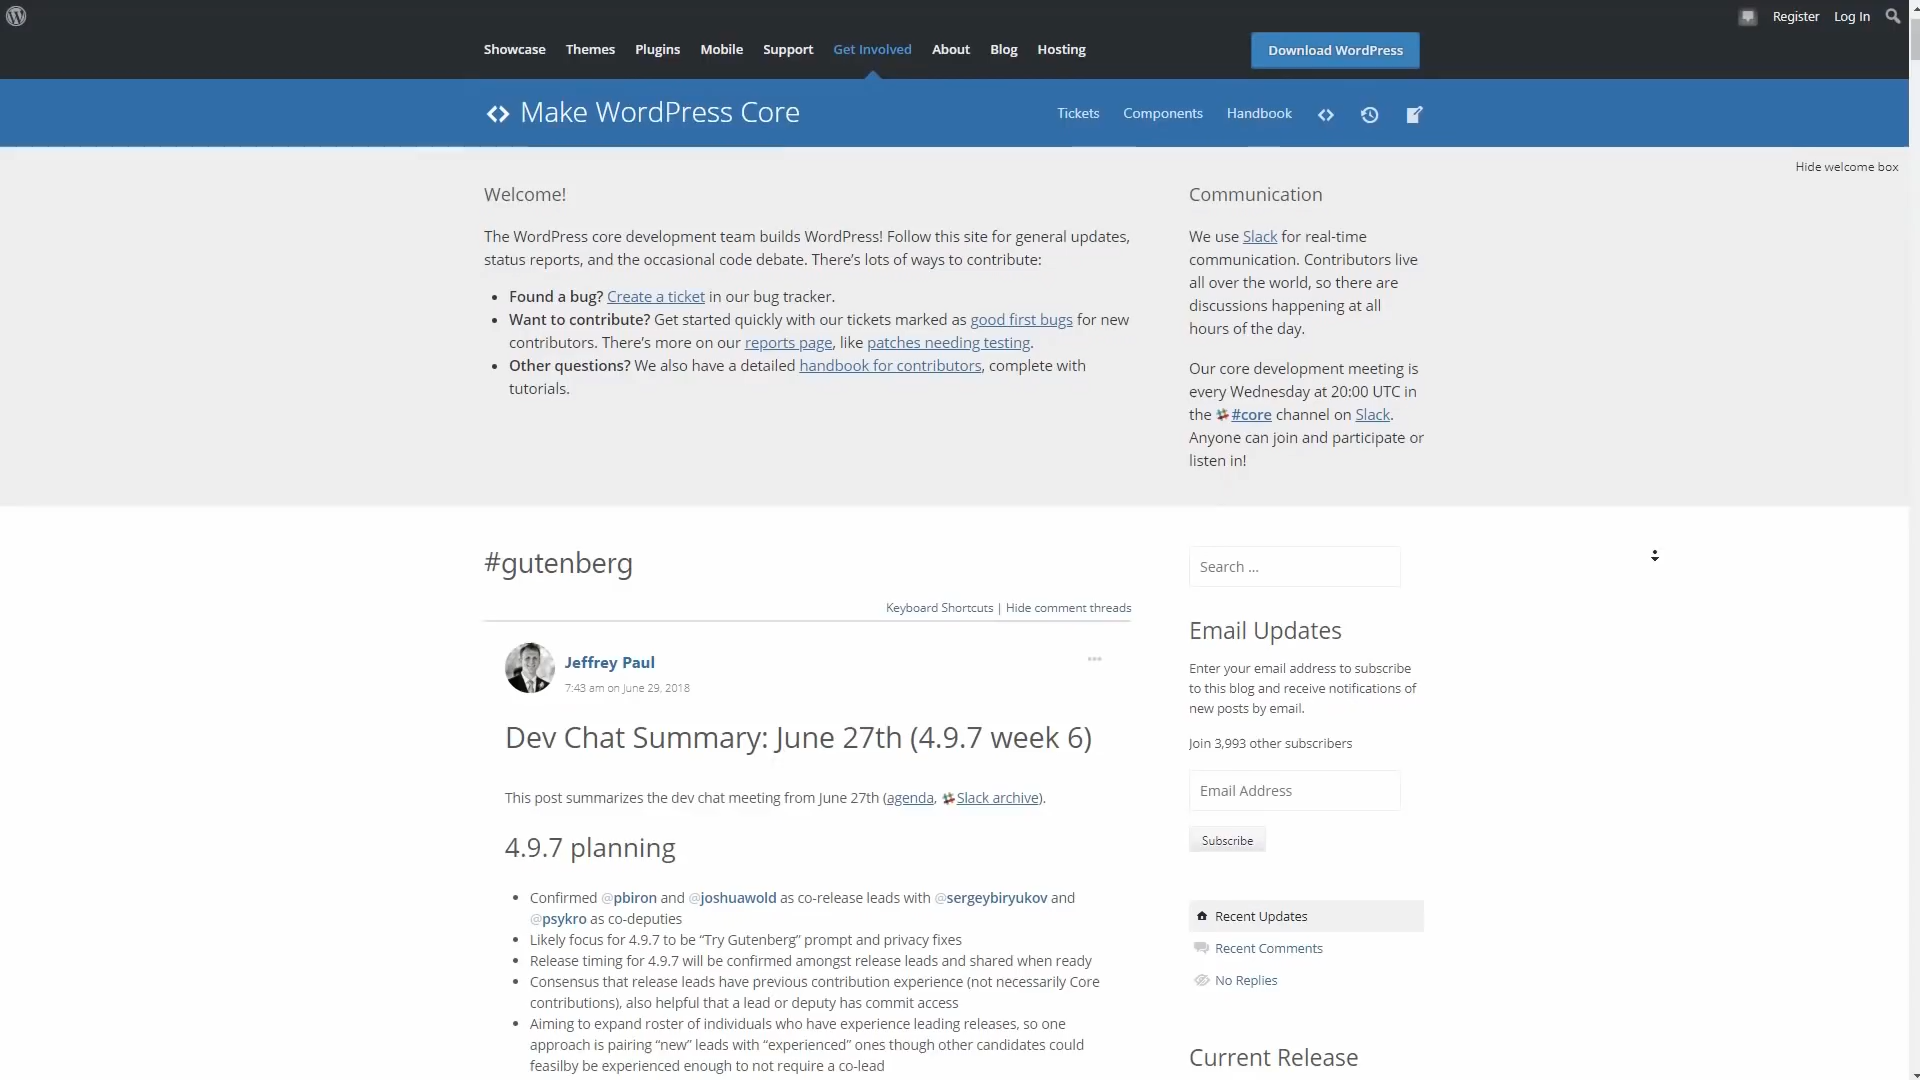 Register Log In
Showcase Themes Plugins Mobile Support Get Involved About Blog Hosting Download WordPress
Make WordPress Core
Tickets Components Handbook
Hide welcome box
Welcome!
The WordPress core development team builds WordPress! Follow this site for general updates,
status reports, and the occasional code debate. There’s lots of ways to contribute:
• Found a bug? Create a ticket in our bug tracker.
• Want to contribute? Get started quickly with our tickets marked as good first bugs for new
contributors. There’s more on our reports page, like patches needing testing.
• Other questions? We also have a detailed handbook for contributors, complete with
tutorials.
Communication
We use Slack for real-time
communication. Contributors live
all over the world, so there are
discussions happening at all
hours of the day.
Our core development meeting is
every Wednesday at 20:00 UTC in
the #core channel on Slack.
Anyone can join and participate or
listen in!
#gutenberg
Keyboard Shortcuts | Hide comment threads
Jeffrey Paul
7:43 am on June 29, 2018
Dev Chat Summary: June 27th (4.9.7 week 6)
This post summarizes the dev chat meeting from June 27th (agenda, Slack archive).
4.9.7 planning
• Confirmed @pbiron and @joshuawold as co-release leads with @sergeybiryukov and
@psykro as co-deputies
• Likely focus for 4.9.7 to be “Try Gutenberg” prompt and privacy fixes
• Release timing for 4.9.7 will be confirmed amongst release leads and shared when ready
• Consensus that release leads have previous contribution experience (not necessarily Core
contributions), also helpful that a lead or deputy has commit access
• Aiming to expand roster of individuals who have experience leading releases, so one
approach is pairing “new” leads with “experienced” ones though other candidates could
feasilby be experienced enough to not require a co-lead
Search ...
Email Updates
Enter your email address to subscribe
to this blog and receive notifications of
new posts by email.
Join 3,993 other subscribers
Email Address
Subscribe
Recent Updates
Recent Comments
No Replies
Current Release